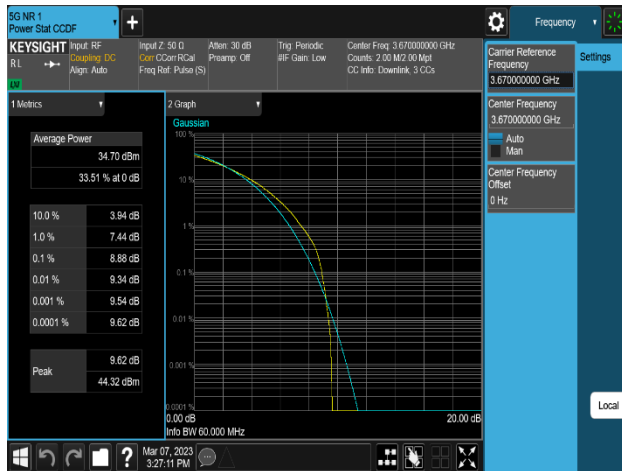 5G NR 1
Power Stat CCDF
Frequency
KEYSIGHT
Input: RF
Coupling: DC
Align: Auto
Input Z: 50 Ω
Corr CCorr RCal
Freq Ref: Pulse (S)
Atten: 30 dB
Preamp: Off
Trig: Periodic
#IF Gain: Low
Center Freq: 3.670000000 GHz
Counts: 2.00 M/2.00 Mpt
CC Info: Downlink, 3 CCs
R L
LXI
Carrier Reference
Frequency
3.670000000 GHz
Settings
1 Metrics
2 Graph
Center Frequency
3.670000000 GHz
Auto
Man
Center Frequency
Offset
0 Hz
Average Power
34.70 dBm
33.51 % at 0 dB
10.0 % 3.94 dB
1.0 % 7.44 dB
0.1 % 8.88 dB
0.01 % 9.34 dB
0.001 % 9.54 dB
0.0001 % 9.62 dB
Peak
9.62 dB
44.32 dBm
Gaussian
100 %
10 %
1 %
0.1 %
0.01 %
0.001 %
0.0001 %
0.00 dB
20.00 dB
Info BW 60.000 MHz
Local
?
Mar 07, 2023
3:27:11 PM